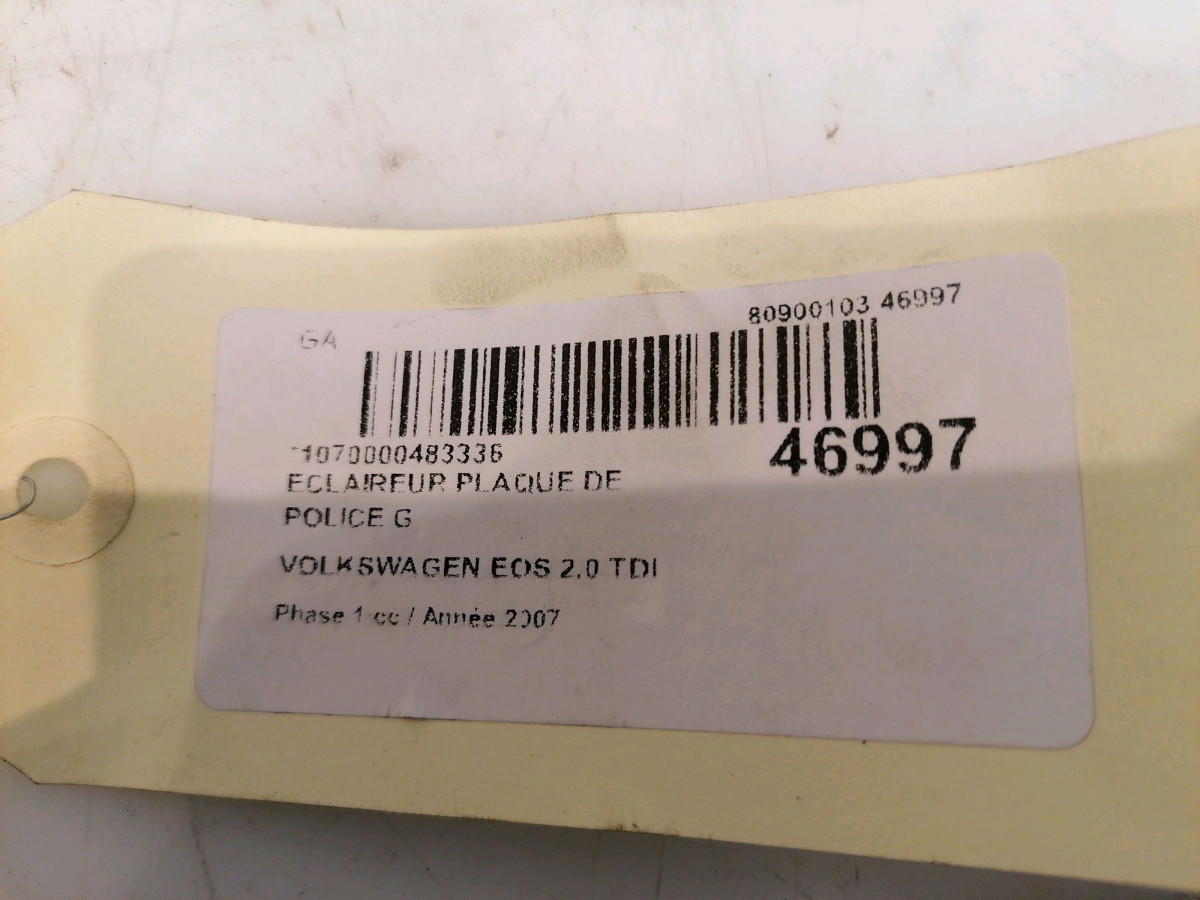 GA
80900103 46997
46997
*1070000483336
ECLAIREUR PLAQUE DE
POLICE G
VOLKSWAGEN EOS 2.0 TDI
Phase 1 cc / Année 2007